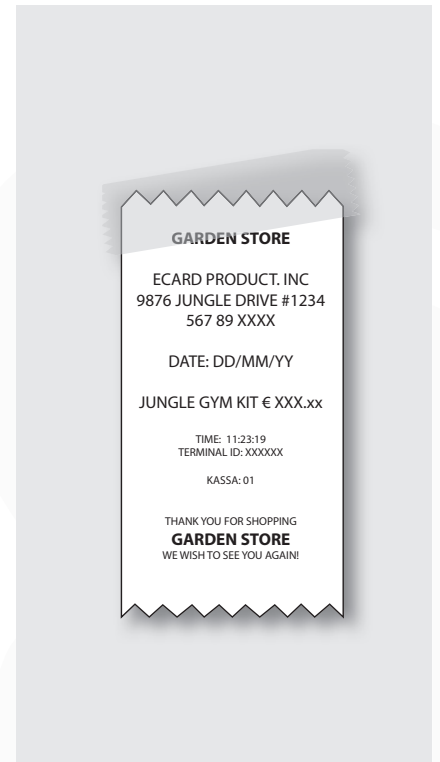 GARDEN STORE
ECARD PRODUCT. INC
9876 JUNGLE DRIVE #1234
567 89 XXXX
DATE: DD/MM/YY
JUNGLE GYM KIT € XXX.xx
TIME: 11:23:19
TERMINAL ID: XXXXXX
KASSA: 01
THANK YOU FOR SHOPPING
GARDEN STORE
WE WISH TO SEE YOU AGAIN!